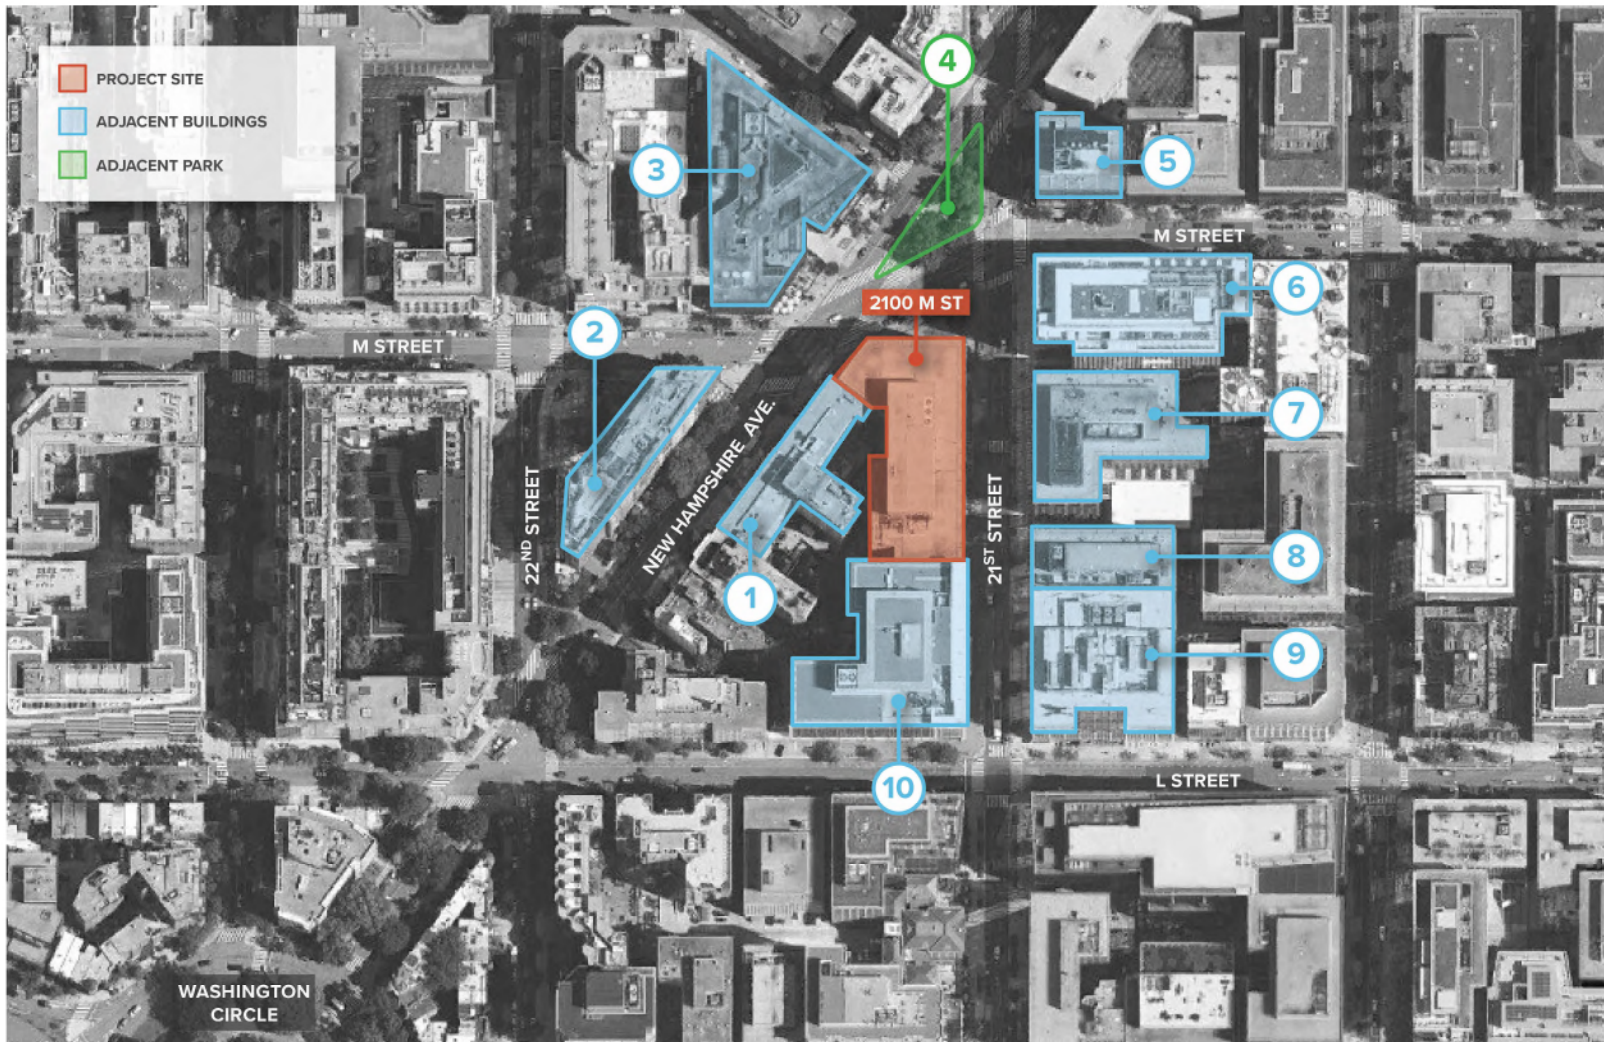 PROJECT SITE
ADJACENT BUILDINGS
ADJACENT PARK
4
3
5
M STREET
6
2100 M ST
2
M STREET
7
NEW HAMPSHIRE AVE.
22ND STREET
21ST STREET
8
1
9
L STREET
10
WASHINGTON
CIRCLE